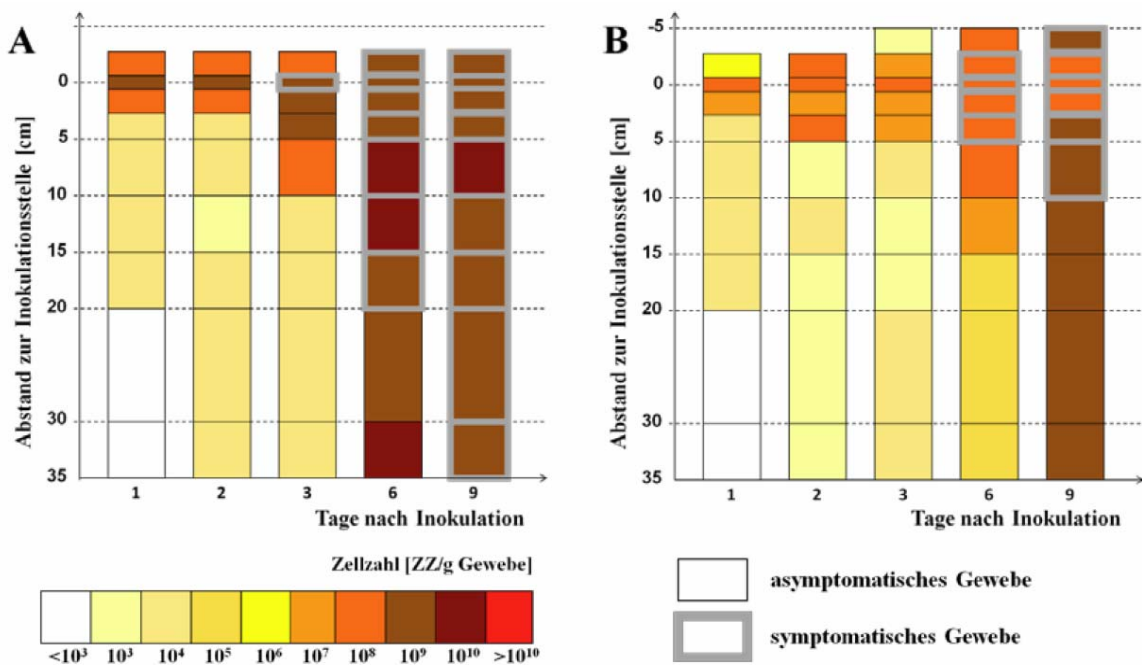 A
Abstand zur Inokulationsstelle [cm]
0
5
10
15
20
30
35
1 2 3 6 9
Tage nach Inokulation
B
Abstand zur Inokulationsstelle [cm]
-5
0
5
10
15
20
30
35
1 2 3 6 9
Tage nach Inokulation
Zellzahl [ZZ/g Gewebe]
<10³ 10³ 10⁴ 10⁵ 10⁶ 10⁷ 10⁸ 10⁹ 10¹⁰ >10¹⁰
asymptomatisches Gewebe
symptomatisches Gewebe